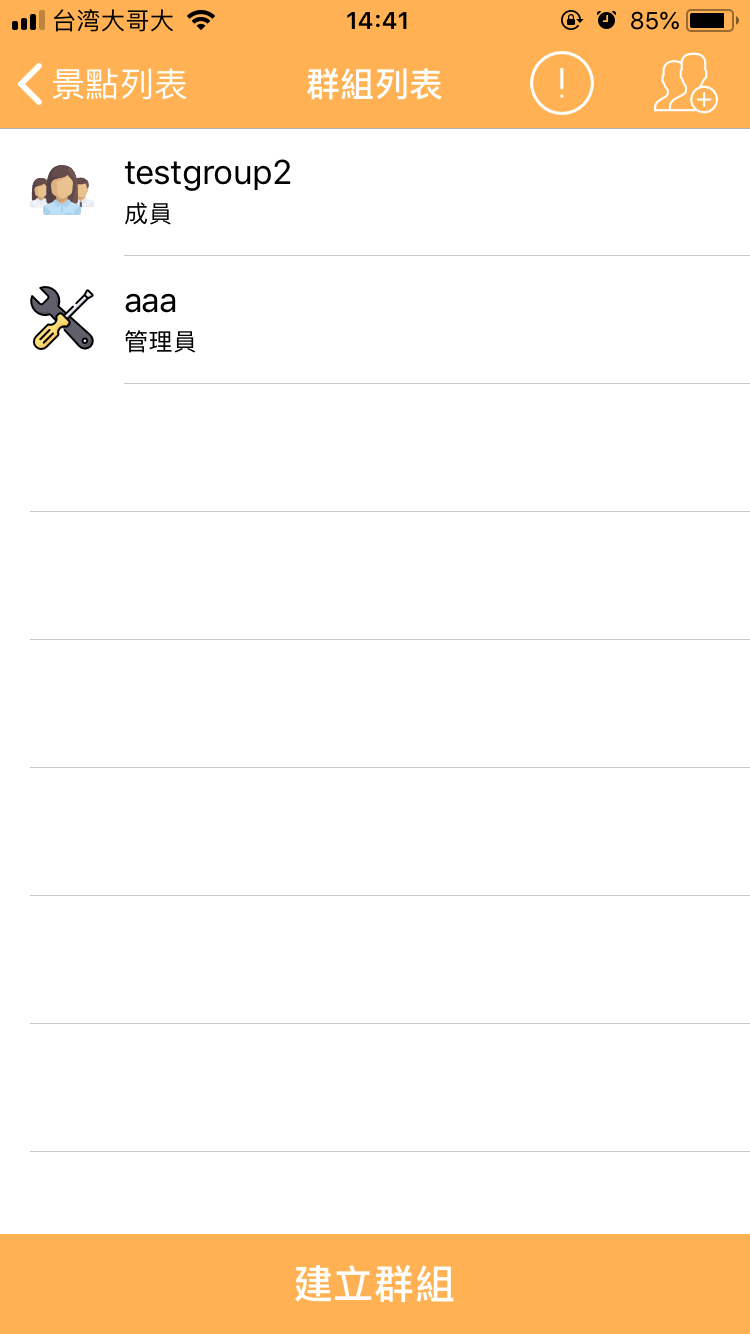 台湾大哥大 14:41 85%
景點列表 群組列表
testgroup2
成員
aaa
管理員
建立群組